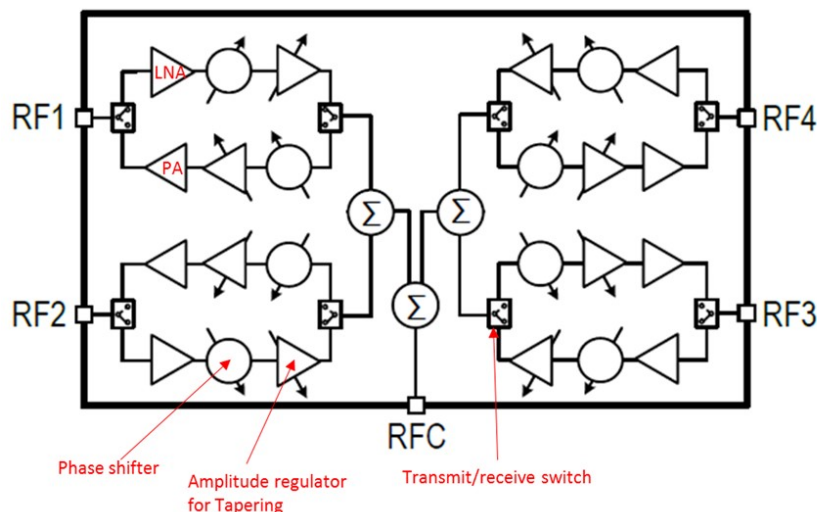 LNA
RF1
RF4
PA
Σ
Σ
Σ
RF2
RF3
RFC
Phase shifter
Amplitude regulator
for Tapering
Transmit/receive switch